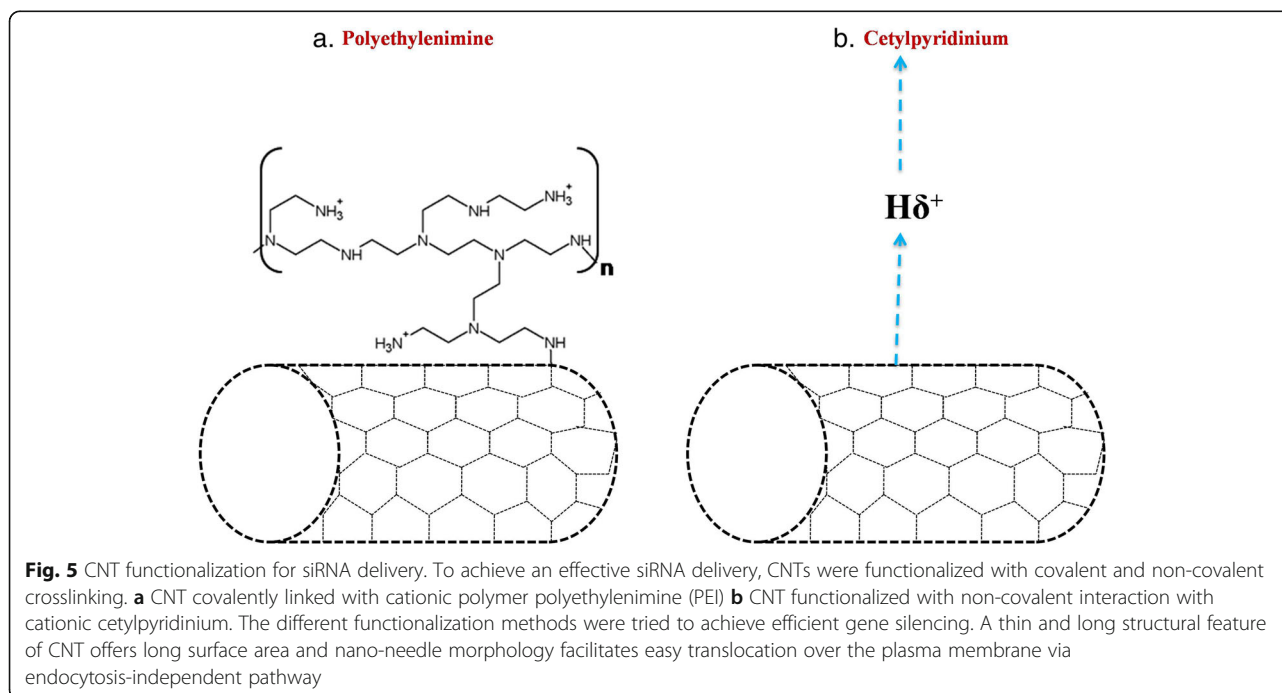 a. Polyethylenimine
b. Cetylpyridinium
NH3+
NH
NH3+
N
NH
N
N
NH
n
Hδ+
H3N+
N
NH
Fig. 5 CNT functionalization for siRNA delivery. To achieve an effective siRNA delivery, CNTs were functionalized with covalent and non-covalent
crosslinking. a CNT covalently linked with cationic polymer polyethylenimine (PEI) b CNT functionalized with non-covalent interaction with
cationic cetylpyridinium. The different functionalization methods were tried to achieve efficient gene silencing. A thin and long structural feature
of CNT offers long surface area and nano-needle morphology facilitates easy translocation over the plasma membrane via
endocytosis-independent pathway